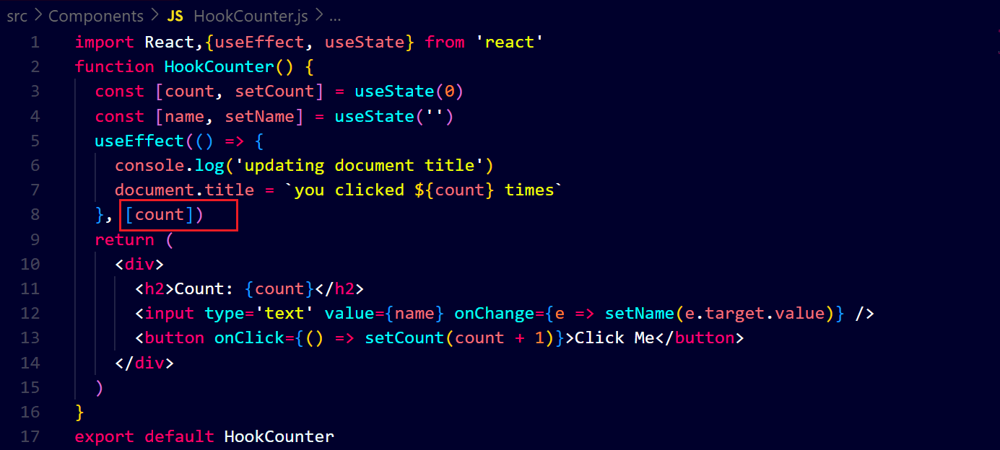 src > Components > JS HookCounter.js > ...
1 import React,{useEffect, useState} from 'react'
2 function HookCounter() {
3   const [count, setCount] = useState(0)
4   const [name, setName] = useState('')
5   useEffect(() => {
6     console.log('updating document title')
7     document.title = `you clicked ${count} times`
8   }, [count])
9   return (
10     <div>
11       <h2>Count: {count}</h2>
12       <input type='text' value={name} onChange={e => setName(e.target.value)} />
13       <button onClick={() => setCount(count + 1)}>Click Me</button>
14     </div>
15   )
16 }
17 export default HookCounter